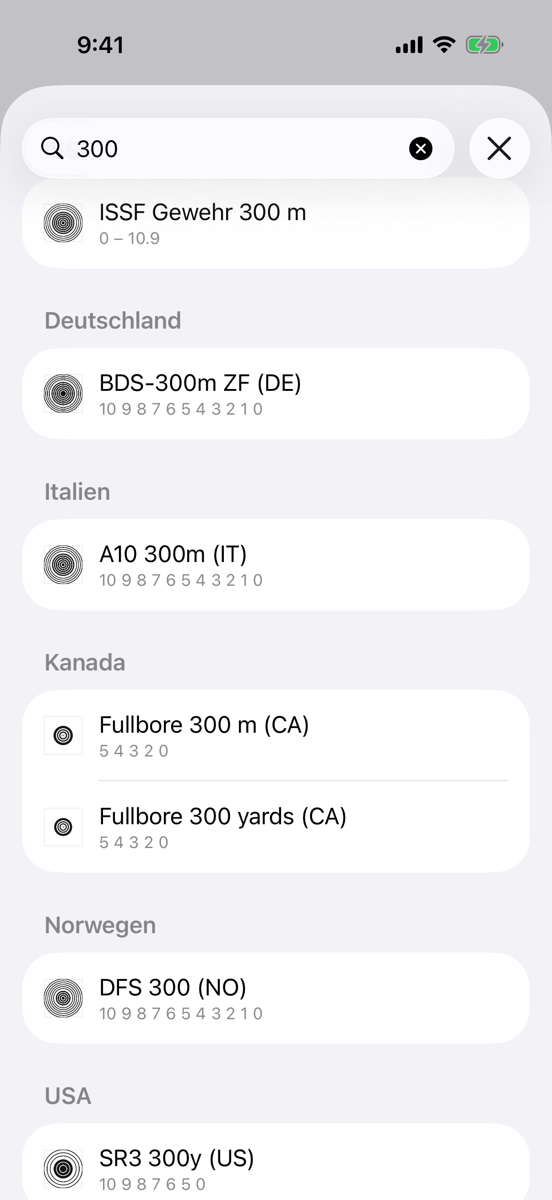 9:41
300
ISSF Gewehr 300 m
0 – 10.9
Deutschland
BDS-300m ZF (DE)
10 9 8 7 6 5 4 3 2 1 0
Italien
A10 300m (IT)
10 9 8 7 6 5 4 3 2 1 0
Kanada
Fullbore 300 m (CA)
5 4 3 2 0
Fullbore 300 yards (CA)
5 4 3 2 0
Norwegen
DFS 300 (NO)
10 9 8 7 6 5 4 3 2 1 0
USA
SR3 300y (US)
10 9 8 7 6 5 0